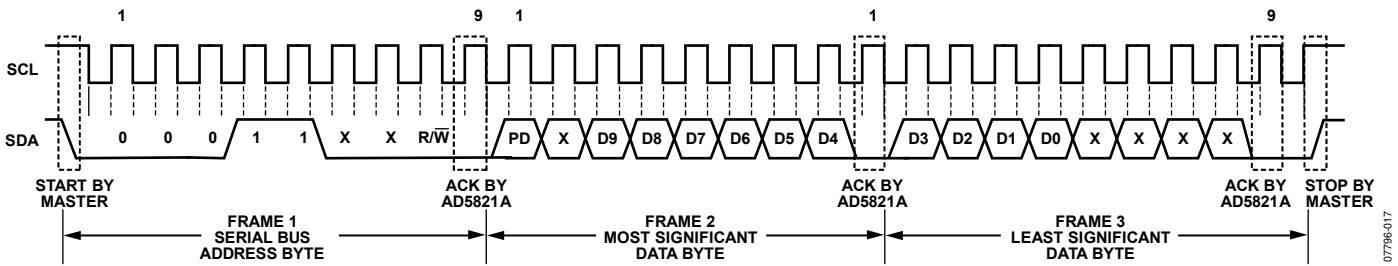 1 9 1 1 9
SCL
SDA 0 0 0 1 1 X X R/W̅ PD X D9 D8 D7 D6 D5 D4 D3 D2 D1 D0 X X X X
START BY
MASTER
ACK BY
AD5821A
ACK BY
AD5821A
ACK BY
AD5821A
STOP BY
MASTER
FRAME 1
SERIAL BUS
ADDRESS BYTE
FRAME 2
MOST SIGNIFICANT
DATA BYTE
FRAME 3
LEAST SIGNIFICANT
DATA BYTE
07796-017